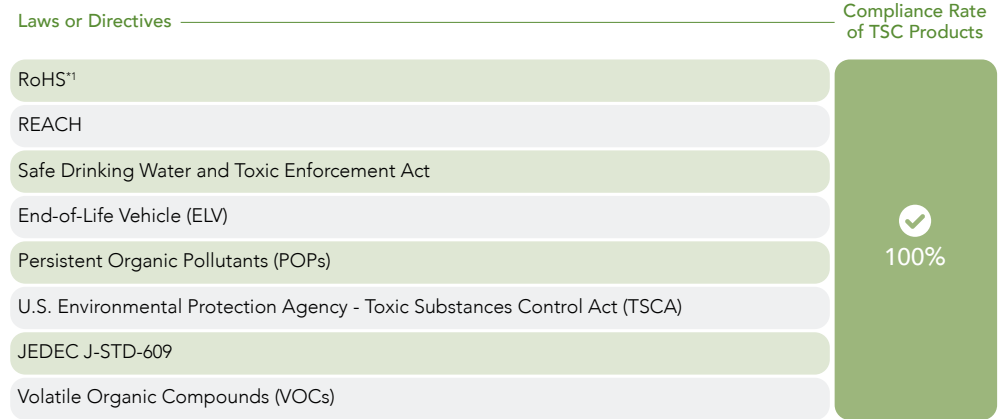 Laws or Directives
Compliance Rate
of TSC Products
RoHS*1
REACH
Safe Drinking Water and Toxic Enforcement Act
End-of-Life Vehicle (ELV)
Persistent Organic Pollutants (POPs)
U.S. Environmental Protection Agency - Toxic Substances Control Act (TSCA)
JEDEC J-STD-609
Volatile Organic Compounds (VOCs)
100%